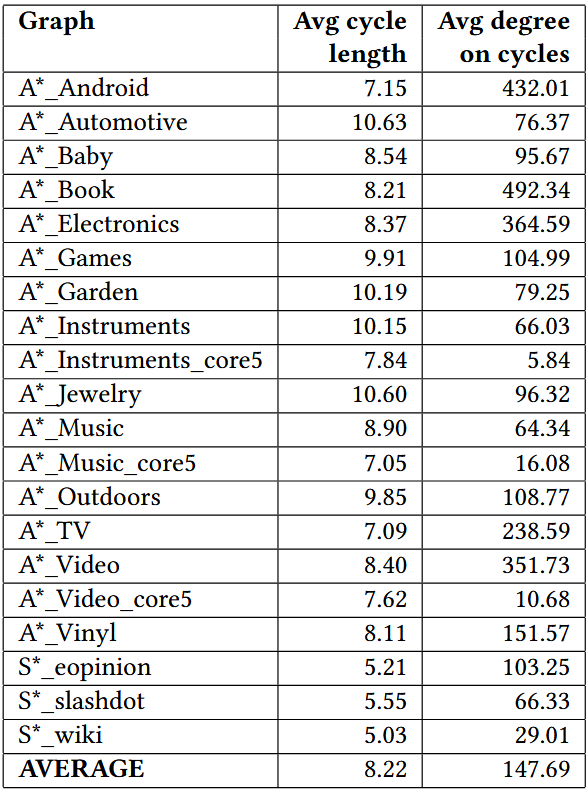 Graph Avg cycle length Avg degree on cycles
A*_Android 7.15 432.01
A*_Automotive 10.63 76.37
A*_Baby 8.54 95.67
A*_Book 8.21 492.34
A*_Electronics 8.37 364.59
A*_Games 9.91 104.99
A*_Garden 10.19 79.25
A*_Instruments 10.15 66.03
A*_Instruments_core5 7.84 5.84
A*_Jewelry 10.60 96.32
A*_Music 8.90 64.34
A*_Music_core5 7.05 16.08
A*_Outdoors 9.85 108.77
A*_TV 7.09 238.59
A*_Video 8.40 351.73
A*_Video_core5 7.62 10.68
A*_Vinyl 8.11 151.57
S*_eopinion 5.21 103.25
S*_slashdot 5.55 66.33
S*_wiki 5.03 29.01
AVERAGE 8.22 147.69